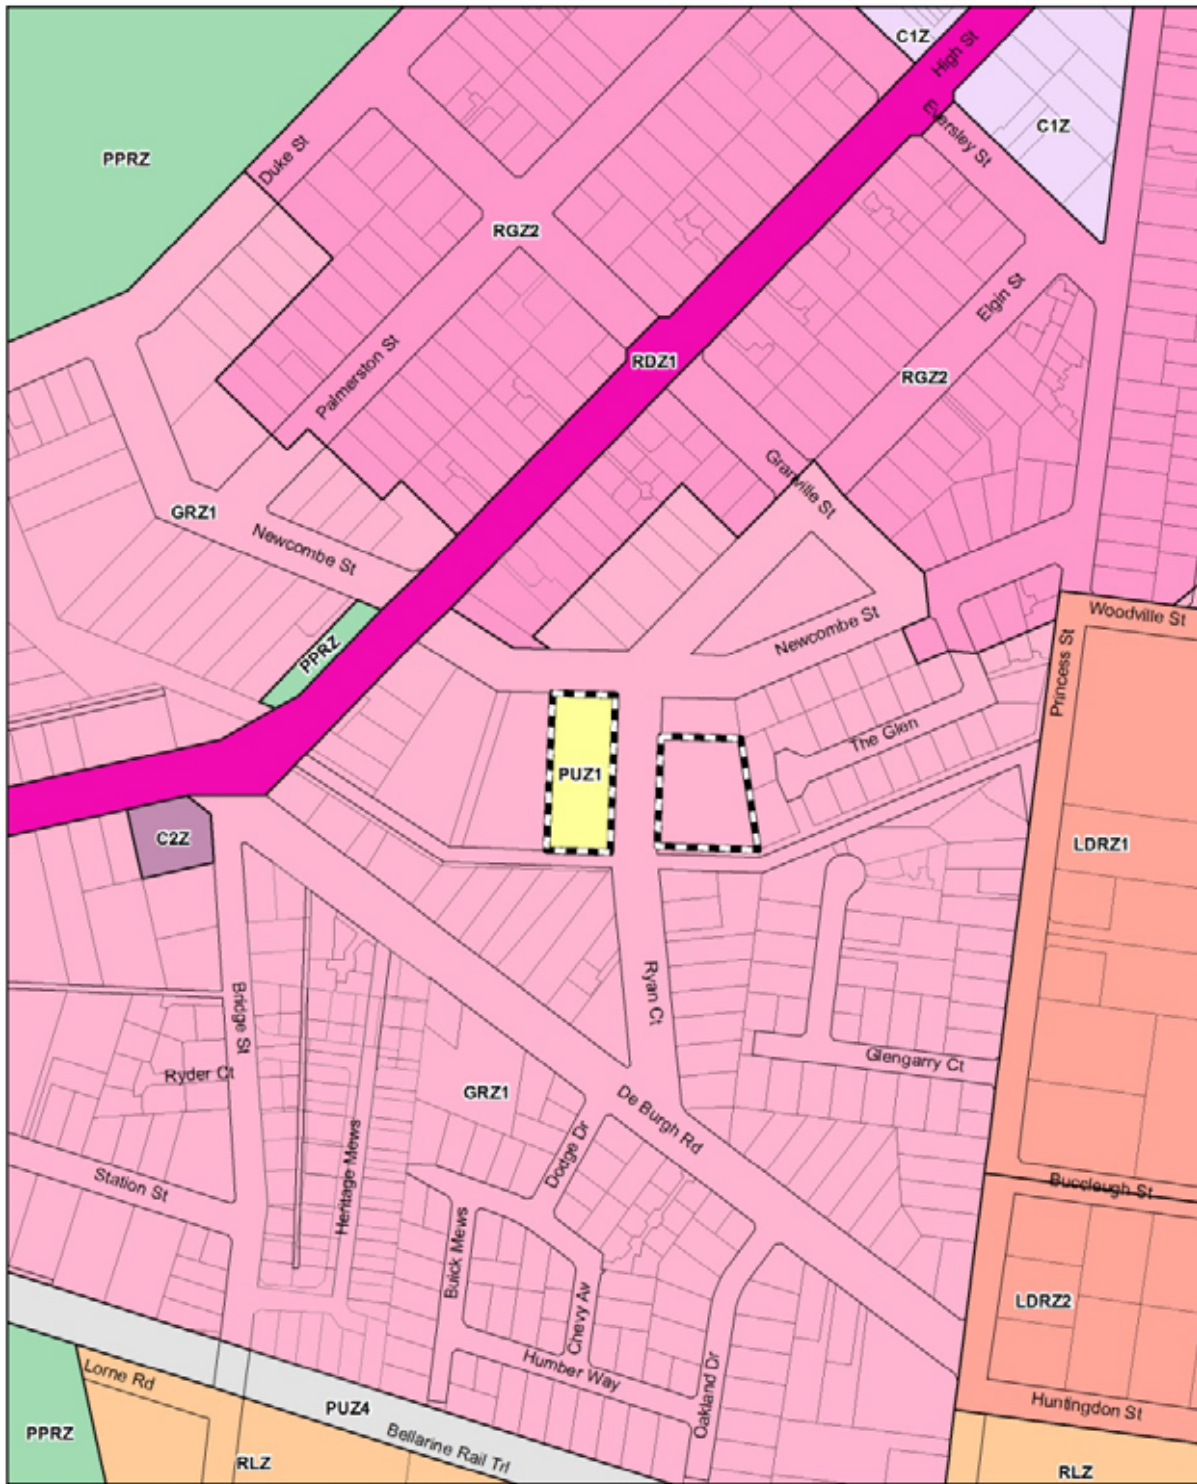 C1Z
High St
C1Z
Eversley St
PPRZ
Duke St
RGZ2
Elgin St
Palmerston St
RDZ1
RGZ2
Granville St
GRZ1
Newcombe St
Newcombe St
Woodville St
PPRZ
Princess St
The Glen
PUZ1
C2Z
LDRZ1
Ryan Ct
Bridge St
Glengarry Ct
Ryder Ct
GRZ1
De Burgh Rd
Dodge Dr
Heritage Mews
Station St
Buccleugh St
Buick Mews
LDRZ2
Chevy Av
Humber Way
Oakland Dr
Lorne Rd
Huntingdon St
PUZ4
PPRZ
Bellarine Rail Trl
RLZ
RLZ